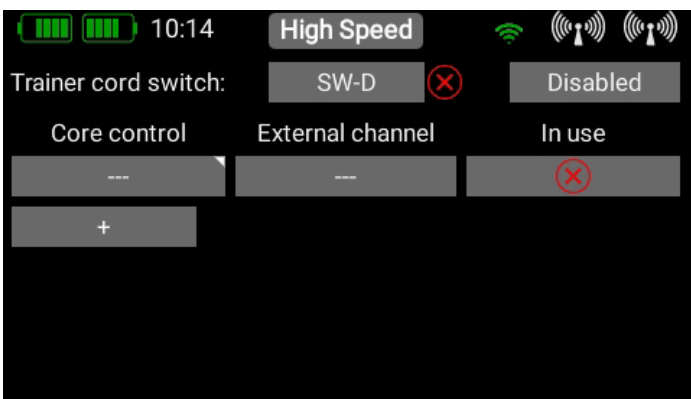 10:14 High Speed
Trainer cord switch: SW-D Disabled
Core control External channel In use
--- ---
+